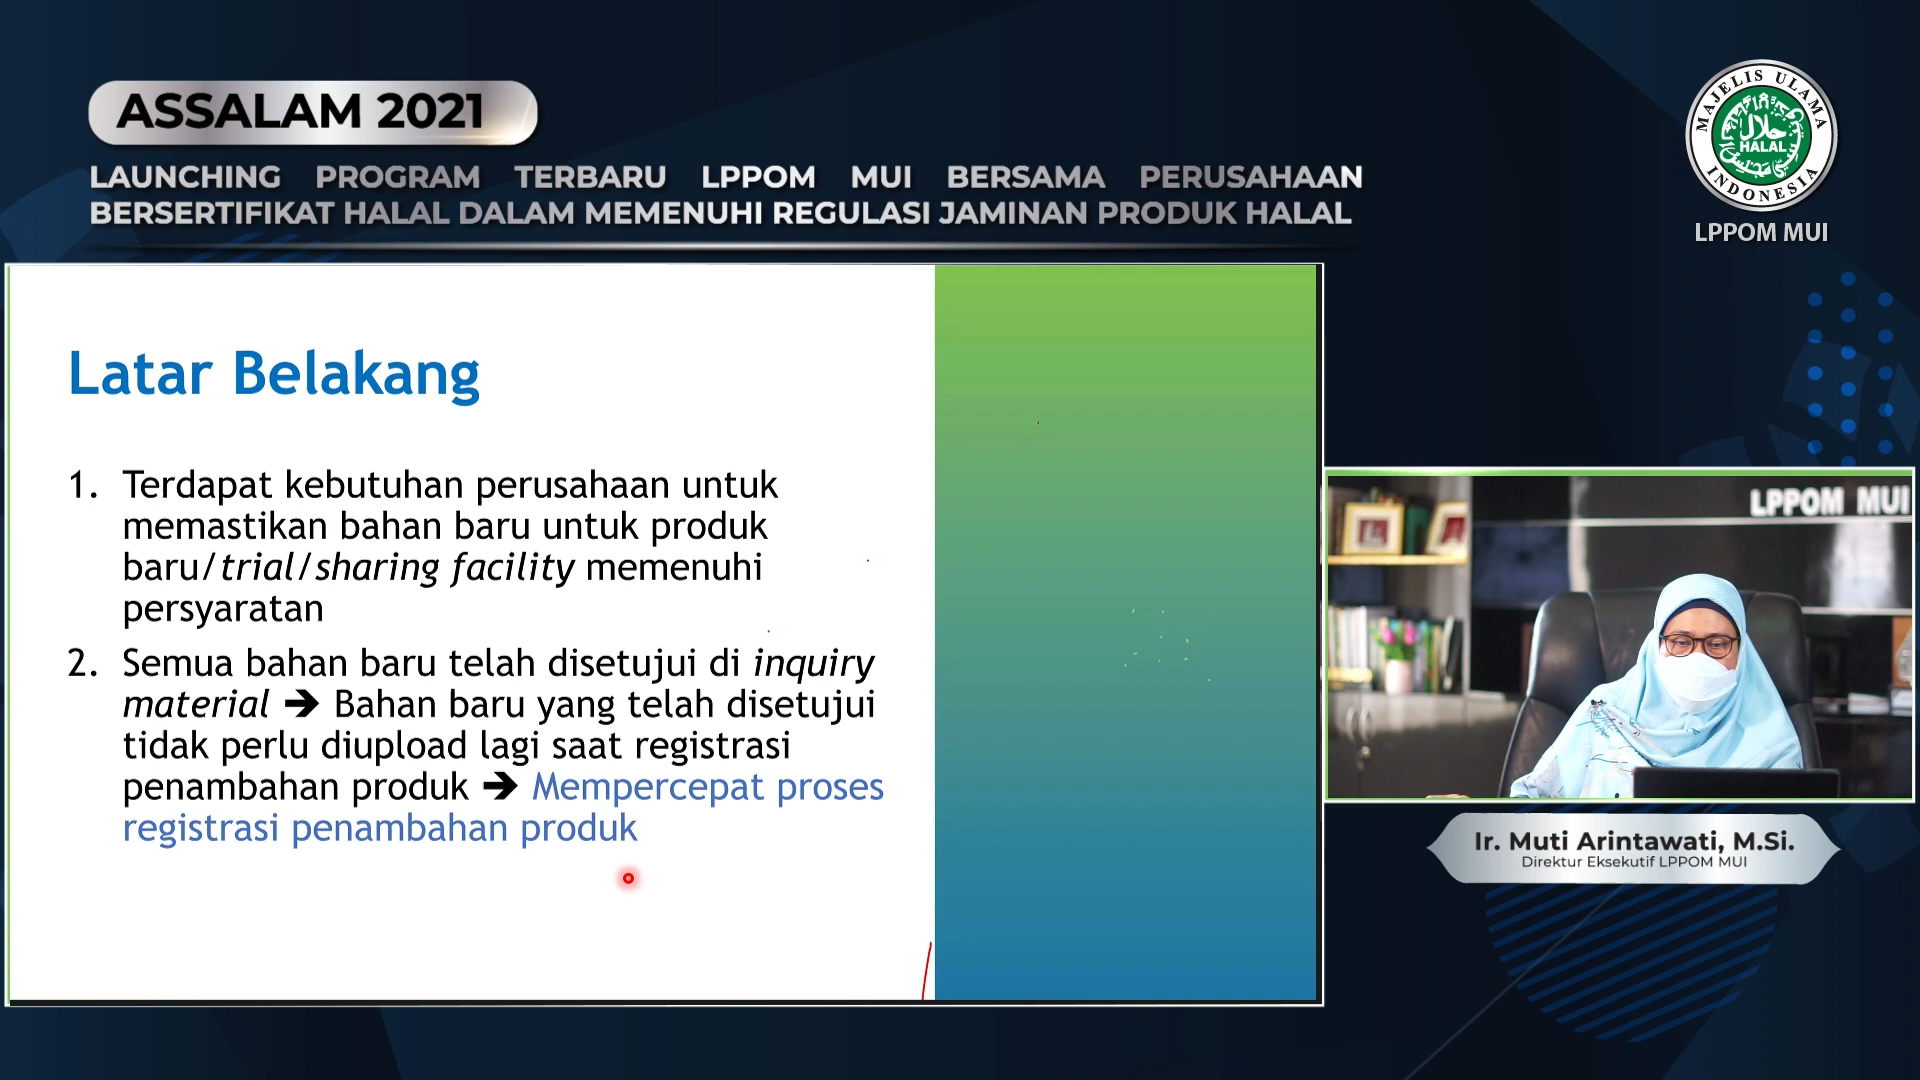 ASSALAM 2021
LAUNCHING PROGRAM TERBARU LPPOM MUI BERSAMA PERUSAHAAN
BERSERTIFIKAT HALAL DALAM MEMENUHI REGULASI JAMINAN PRODUK HALAL
MAJELIS ULAMA
حلال
HALAL
INDONESIA
LPPOM MUI
Latar Belakang
1. Terdapat kebutuhan perusahaan untuk
memastikan bahan baru untuk produk
baru/trial/sharing facility memenuhi
persyaratan
2. Semua bahan baru telah disetujui di inquiry
material ➔ Bahan baru yang telah disetujui
tidak perlu diupload lagi saat registrasi
penambahan produk ➔ Mempercepat proses
registrasi penambahan produk
LPPOM MUI
Ir. Muti Arintawati, M.Si.
Direktur Eksekutif LPPOM MUI